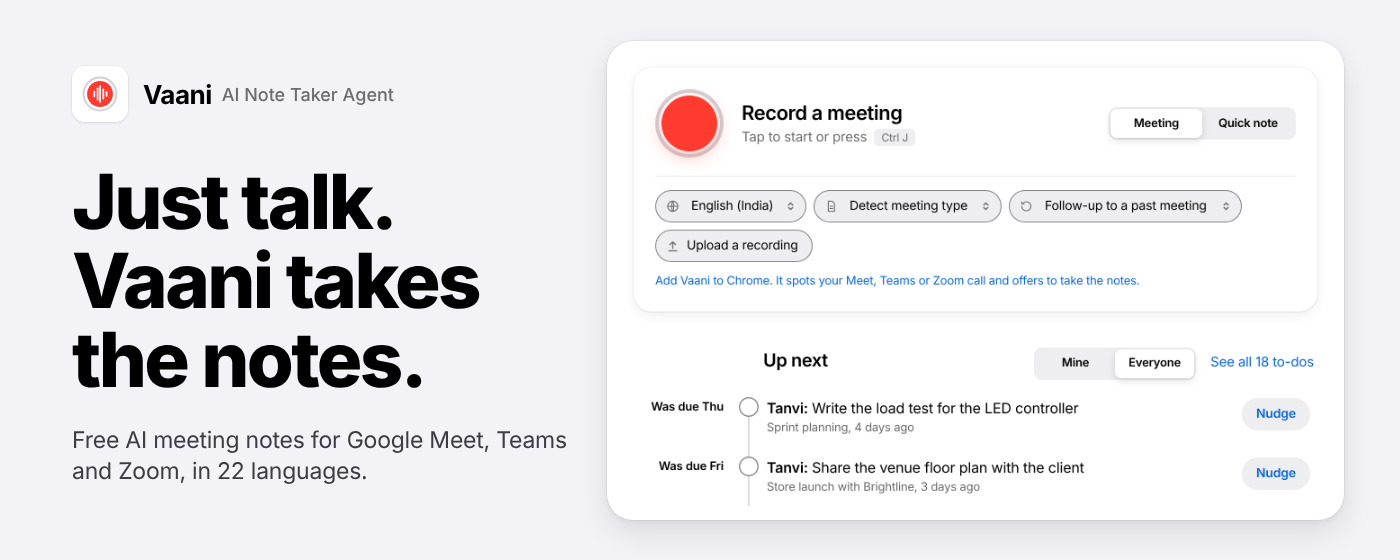 Vaani AI Note Taker Agent
Just talk.
Vaani takes
the notes.
Free AI meeting notes for Google Meet, Teams
and Zoom, in 22 languages.
Record a meeting
Tap to start or press Ctrl J
Meeting Quick note
English (India) Detect meeting type Follow-up to a past meeting
Upload a recording
Add Vaani to Chrome. It spots your Meet, Teams or Zoom call and offers to take the notes.
Up next Mine Everyone See all 18 to-dos
Was due Thu Tanvi: Write the load test for the LED controller Nudge
Sprint planning, 4 days ago
Was due Fri Tanvi: Share the venue floor plan with the client Nudge
Store launch with Brightline, 3 days ago